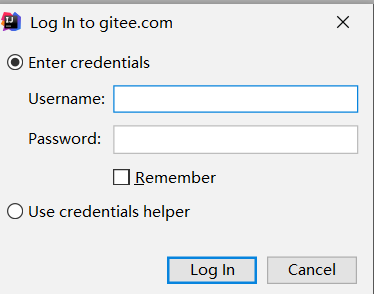 Log In to gitee.com
Enter credentials
Username:
Password:
Remember
Use credentials helper
Log In
Cancel